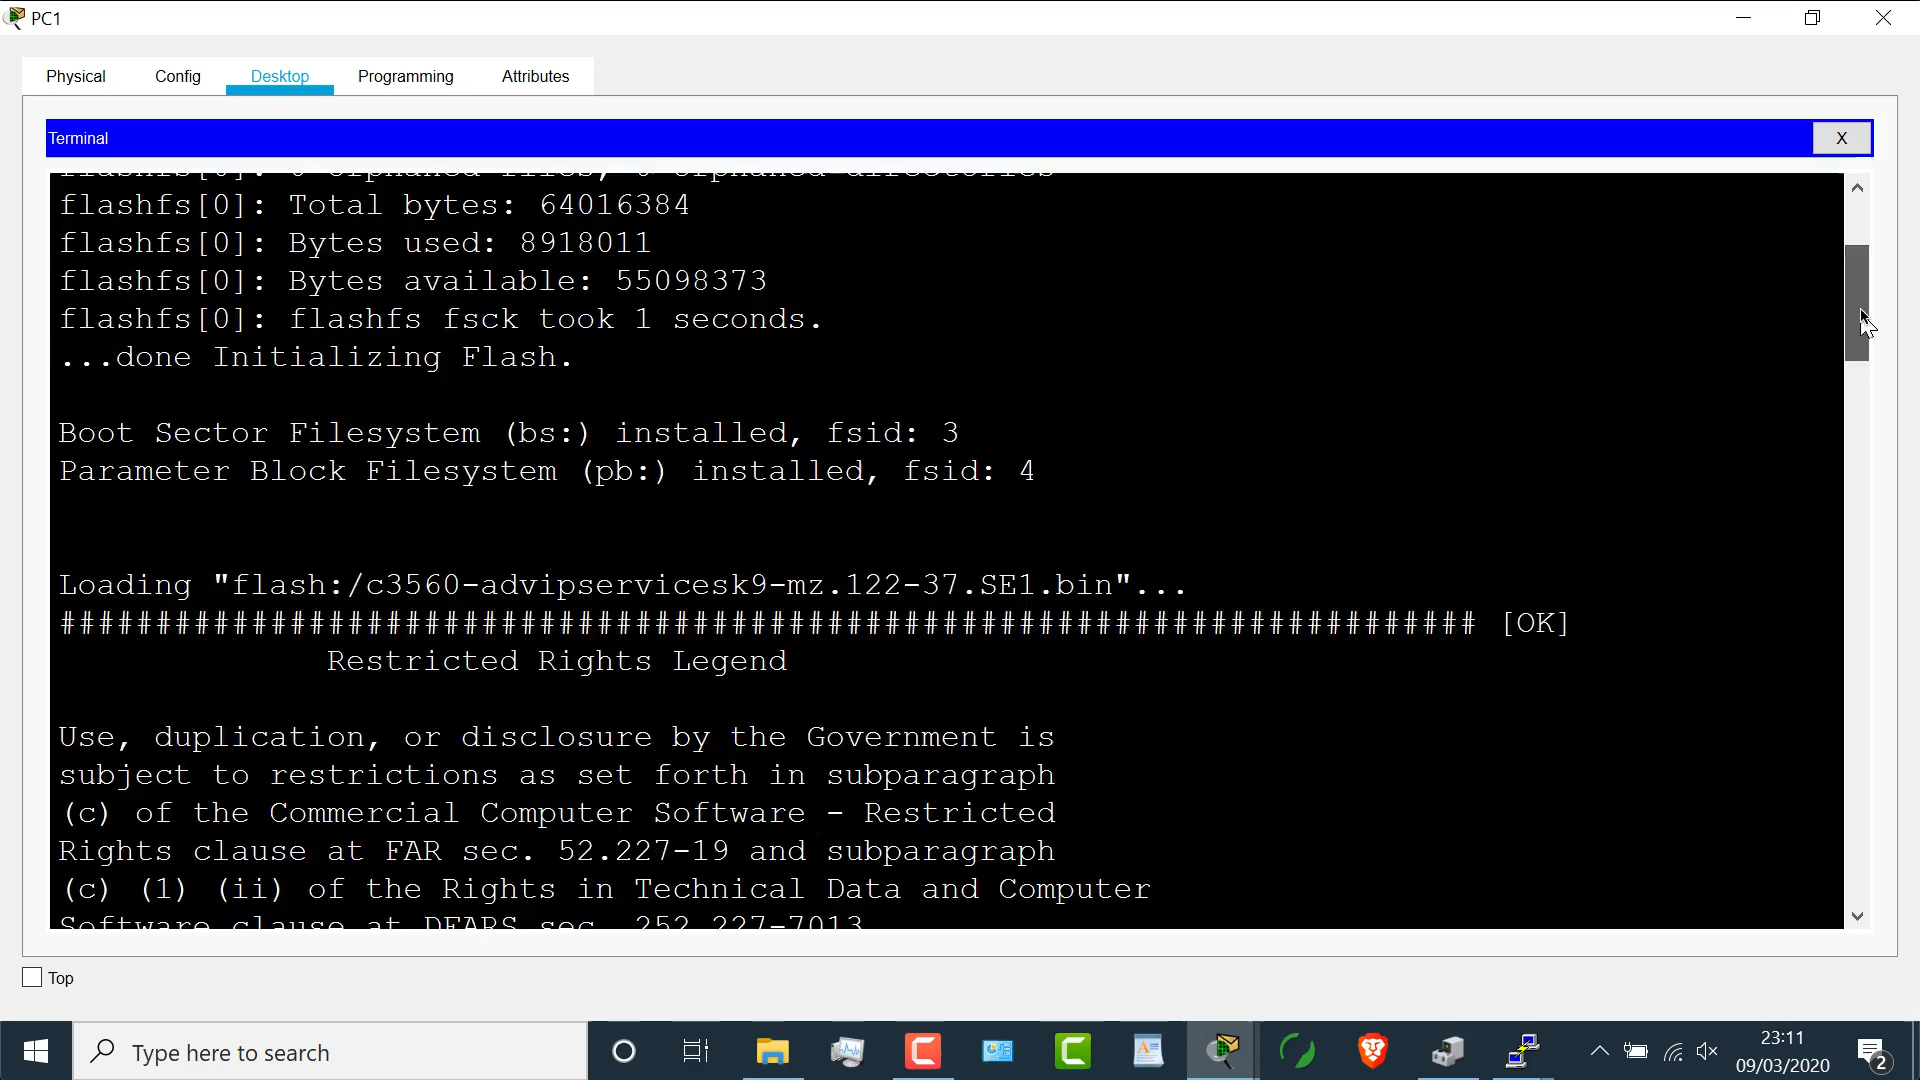 PC1
Physical Config Desktop Programming Attributes
Terminal X
flashfs[0]: 0 orphaned files, 0 orphaned directories
flashfs[0]: Total bytes: 64016384
flashfs[0]: Bytes used: 8918011
flashfs[0]: Bytes available: 55098373
flashfs[0]: flashfs fsck took 1 seconds.
...done Initializing Flash.
Boot Sector Filesystem (bs:) installed, fsid: 3
Parameter Block Filesystem (pb:) installed, fsid: 4
Loading "flash:/c3560-advipservicesk9-mz.122-37.SE1.bin"...
########################################################################## [OK]
Restricted Rights Legend
Use, duplication, or disclosure by the Government is
subject to restrictions as set forth in subparagraph
(c) of the Commercial Computer Software - Restricted
Rights clause at FAR sec. 52.227-19 and subparagraph
(c) (1) (ii) of the Rights in Technical Data and Computer
Software clause at DFARS sec. 252.227-7013
Top
Type here to search
23:11
09/03/2020
2